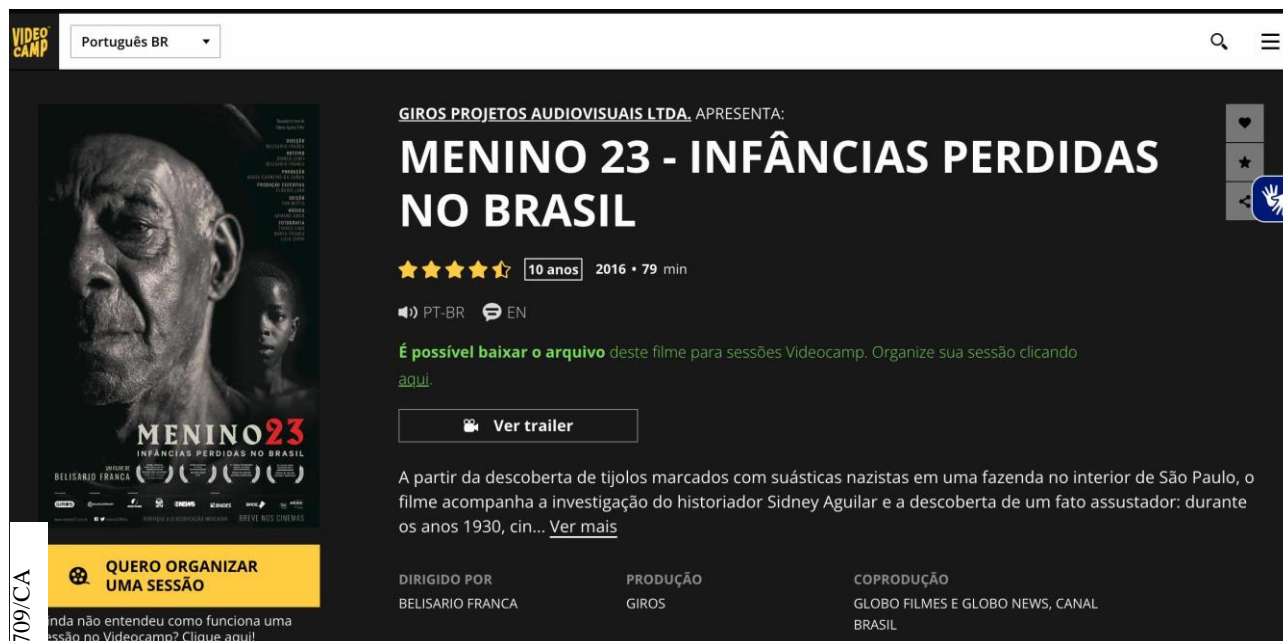 VIDEO
CAMP
Português BR
GIROS PROJETOS AUDIOVISUAIS LTDA. APRESENTA:
MENINO 23 - INFÂNCIAS PERDIDAS
NO BRASIL
10 anos 2016 • 79 min
PT-BR EN
É possível baixar o arquivo deste filme para sessões Videocamp. Organize sua sessão clicando
aqui.
Ver trailer
A partir da descoberta de tijolos marcados com suásticas nazistas em uma fazenda no interior de São Paulo, o
filme acompanha a investigação do historiador Sidney Aguilar e a descoberta de um fato assustador: durante
os anos 1930, cin... Ver mais
DIRIGIDO POR
BELISARIO FRANCA
PRODUÇÃO
GIROS
COPRODUÇÃO
GLOBO FILMES E GLOBO NEWS, CANAL
BRASIL
MENINO 23
INFÂNCIAS PERDIDAS NO BRASIL
UM FILME DE
BELISARIO FRANCA
BREVE NOS CINEMAS
QUERO ORGANIZAR
UMA SESSÃO
inda não entendeu como funciona uma
essão no Videocamp? Clique aqui!
709/CA